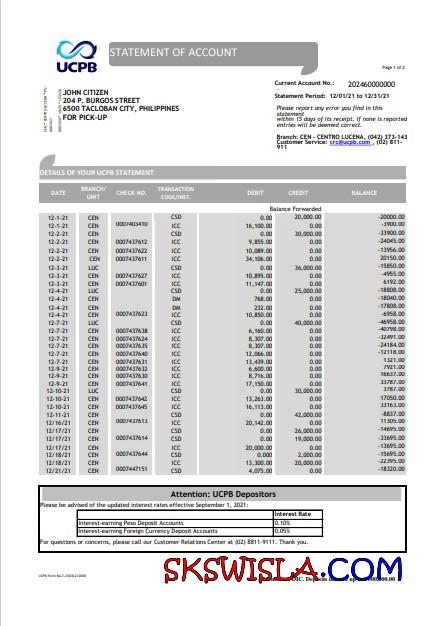 UCPB
STATEMENT OF ACCOUNT
Page 1 of 2
JOHN CITIZEN
204 P. BURGOS STREET
6500 TACLOBAN CITY, PHILIPPINES
FOR PICK-UP
Current Account No.: 202460000000
Statement Period: 12/01/21 to 12/31/21
Please report any error you find in this
statement
within 15 days of its receipt. If none is reported
entries will be deemed correct.
Branch: CEN - CENTRO LUCENA, (042) 373-143
Customer Service: crc@ucpb.com , (02) 811-
911
DETAILS OF YOUR UCPB STATEMENT
DATE BRANCH/ UNIT CHECK NO. TRANSACTION CODE/INST. DEBIT CREDIT BALANCE
Balance Forwarded
12-1-21 CEN CSD 0.00 20,000.00 -20000.00
12-1-21 CEN 0007403410 ICC 16,100.00 0.00 -3900.00
12-2-21 CEN CSD 0.00 30,000.00 -33900.00
12-2-21 CEN 0007437612 ICC 9,855.00 0.00 -24045.00
12-2-21 CEN 0007437622 ICC 10,089.00 0.00 -13956.00
12-2-21 CEN 0007437611 ICC 34,106.00 0.00 20150.00
12-3-21 LUC CSD 0.00 36,000.00 -15850.00
12-3-21 CEN 0007437627 ICC 10,895.00 0.00 -4955.00
12-3-21 CEN 0007437601 ICC 11,147.00 0.00 6192.00
12-4-21 LUC CSD 0.00 25,000.00 -18808.00
12-4-21 CEN DM 768.00 0.00 -18040.00
12-4-21 CEN DM 232.00 0.00 -17808.00
12-4-21 CEN 0007437623 ICC 10,850.00 0.00 -6958.00
12-7-21 LUC CSD 0.00 40,000.00 -46958.00
12-7-21 CEN 0007437638 ICC 6,160.00 0.00 -40798.00
12-7-21 CEN 0007437624 ICC 8,307.00 0.00 -32491.00
12-7-21 CEN 0007437635 ICC 8,307.00 0.00 -24184.00
12-7-21 CEN 0007437640 ICC 12,066.00 0.00 -12118.00
12-7-21 CEN 0007437631 ICC 13,439.00 0.00 1321.00
12-9-21 CEN 0007437632 ICC 6,600.00 0.00 7921.00
12-9-21 CEN 0007437630 ICC 8,716.00 0.00 16637.00
12-9-21 CEN 0007437641 ICC 17,150.00 0.00 33787.00
12-10-21 LUC CSD 0.00 30,000.00 3787.00
12-10-21 CEN 0007437642 ICC 13,263.00 0.00 17050.00
12-10-21 CEN 0007437645 ICC 16,113.00 0.00 33163.00
12-11-21 CEN CSD 0.00 42,000.00 -8837.00
12/16/21 CEN 0007437613 ICC 20,142.00 0.00 11305.00
12/17/21 CEN CSD 0.00 26,000.00 -14695.00
12/17/21 CEN 0007437614 CSD 0.00 19,000.00 -33695.00
12/17/21 CEN ICC 20,000.00 0.00 -13695.00
12/18/21 CEN 0007437644 CSD 0.000 2,000.00 -15695.00
12/18/21 CEN ICC 13,300.00 20,000.00 -22395.00
12/21/21 CEN 0007447151 CSD 4,075.00 0.00 -18320.00
Attention: UCPB Depositors
Please be advised of the updated interest rates effective September 1, 2021:
Interest Rate
Interest-earning Peso Deposit Accounts 0.10%
Interest-earning Foreign Currency Deposit Accounts 0.05%
For questions or concerns, please call our Customer Relations Center at (02) 8811-9111. Thank you.
SKSWISLA.COM